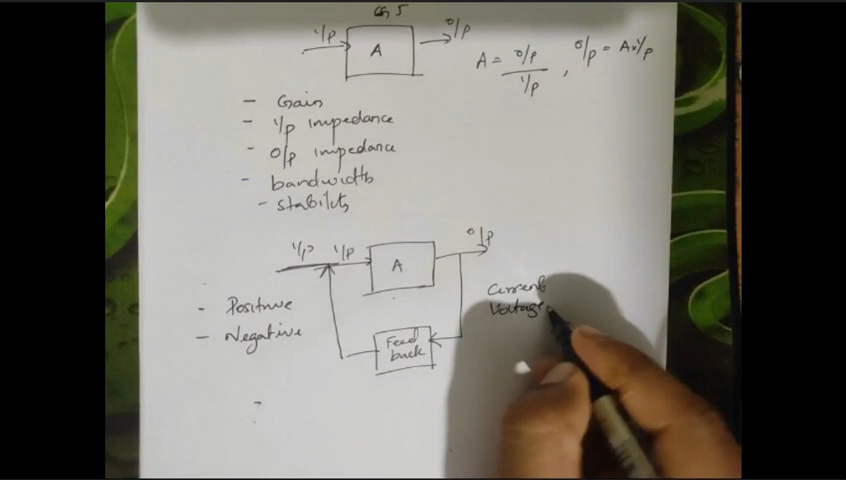 i/p
A
o/p
A = o/p / i/p , o/p = A x i/p
- Gain
- i/p impedance
- o/p impedance
- bandwidth
- stability
i/p i/p A o/p
- Positive
- Negative
Feed back
Current
Voltage
-